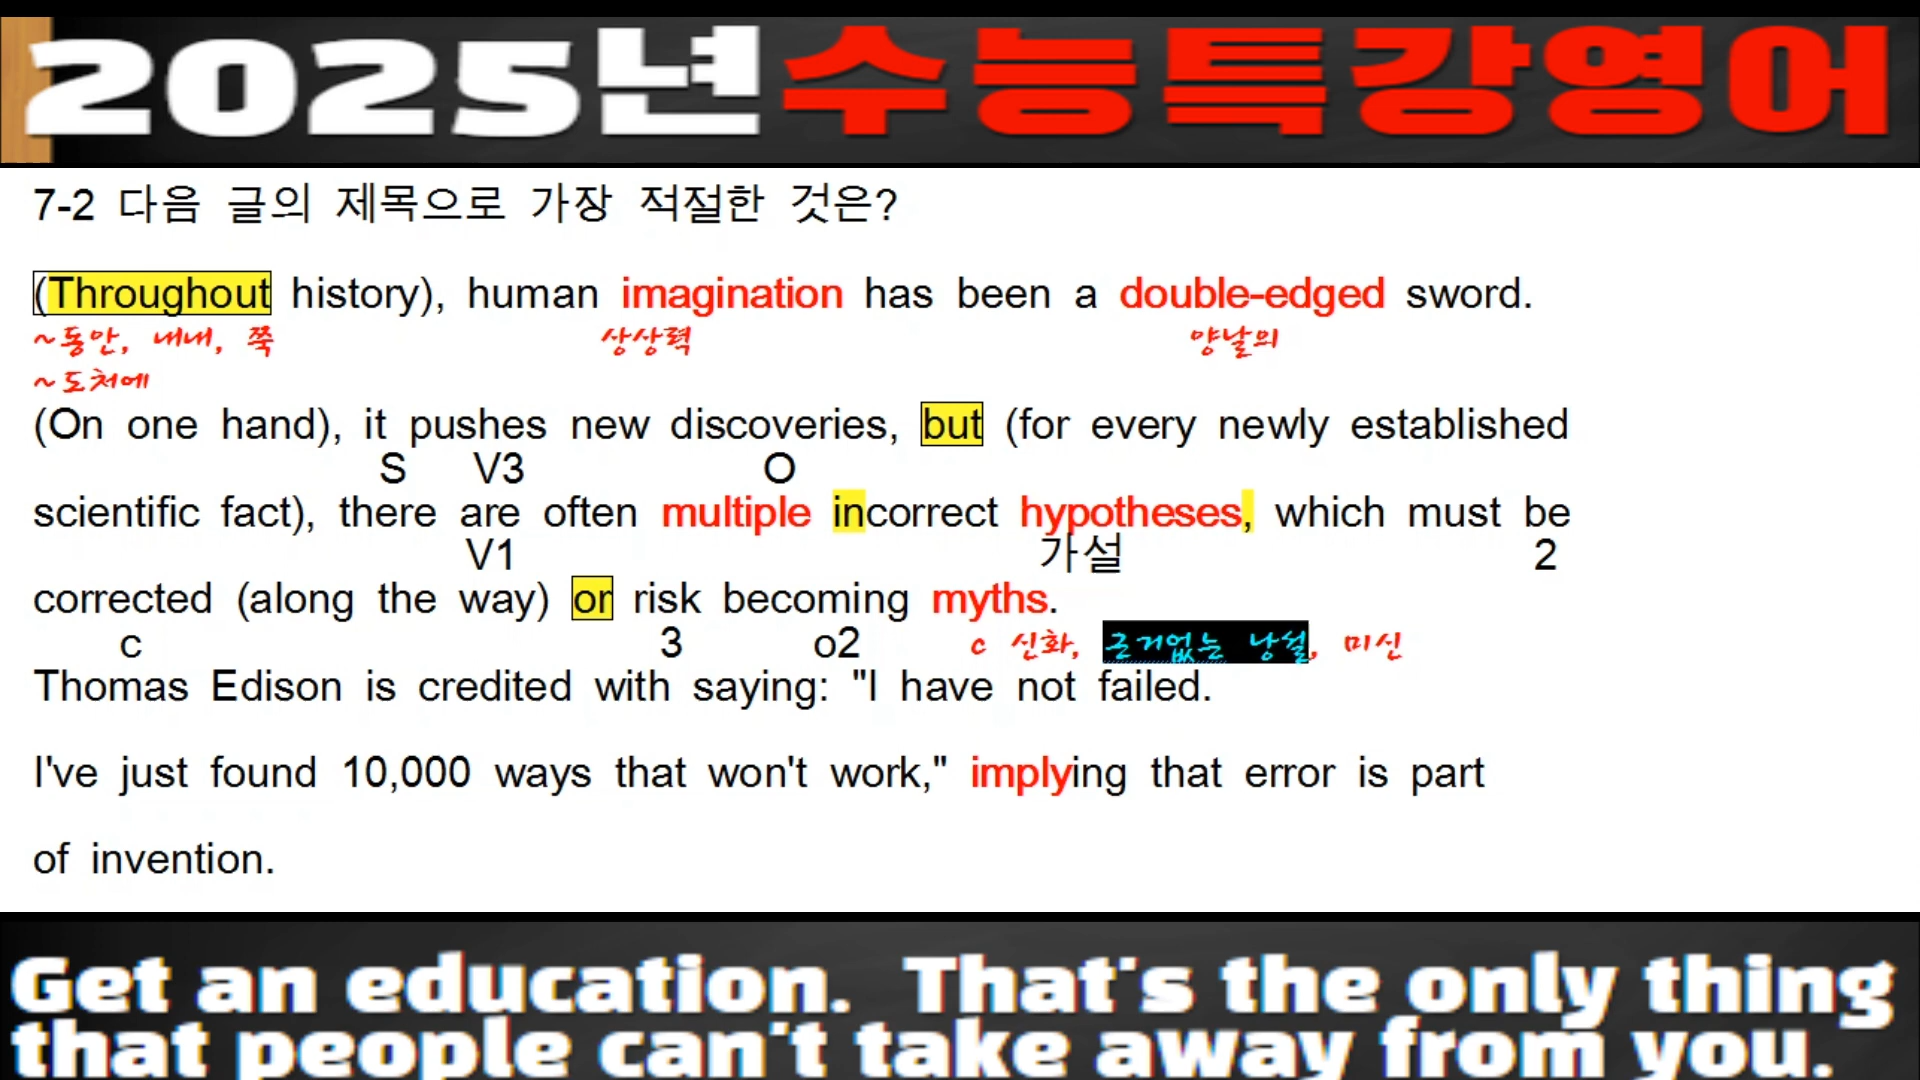 2025년수능특강영어
7-2 다음 글의 제목으로 가장 적절한 것은?
(Throughout history), human imagination has been a double-edged sword.
~동안, 내내, 쭉 상상력 양날의
~도처에
(On one hand), it pushes new discoveries, but (for every newly established
S V3 O
scientific fact), there are often multiple incorrect hypotheses, which must be
V1 가설 2
corrected (along the way) or risk becoming myths.
c 3 o2 c 신화, 근거없는 낭설, 미신
Thomas Edison is credited with saying: "I have not failed.
I've just found 10,000 ways that won't work," implying that error is part
of invention.
Get an education. That's the only thing
that people can't take away from you.